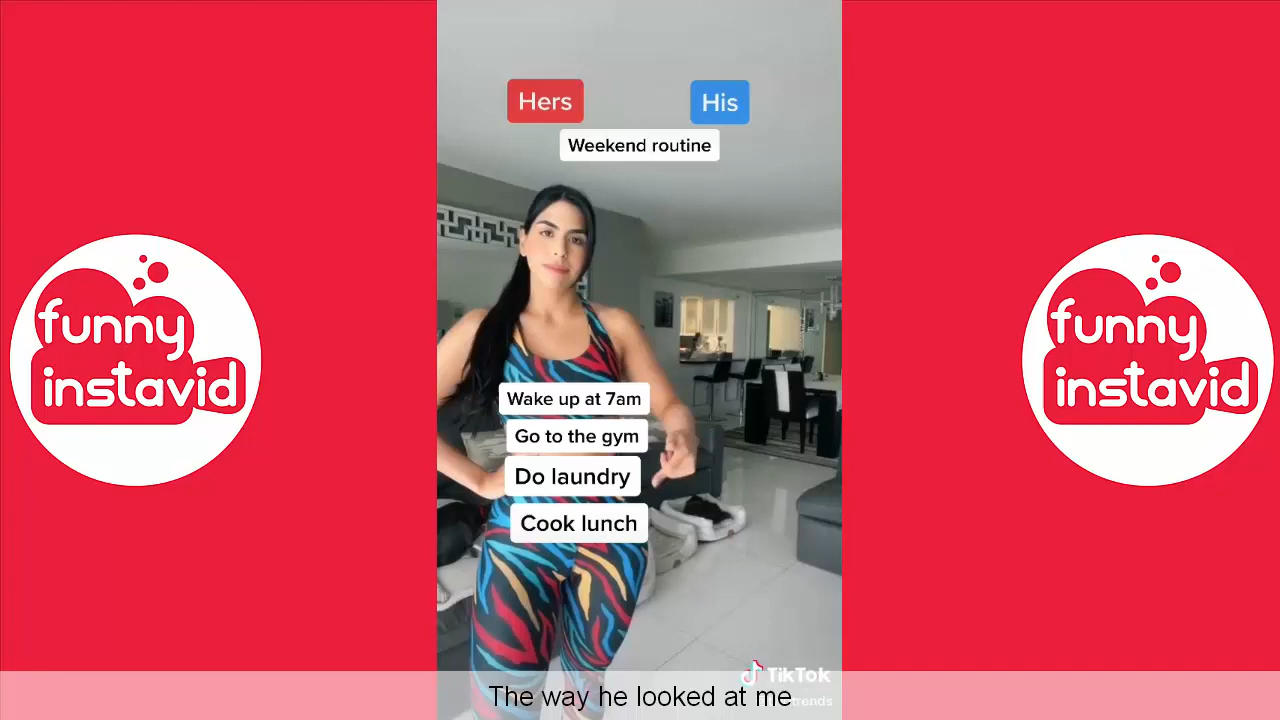 Hers
His
Weekend routine
funny
instavid
funny
instavid
Wake up at 7am
Go to the gym
Do laundry
Cook lunch
TikTok
trends
The way he looked at me